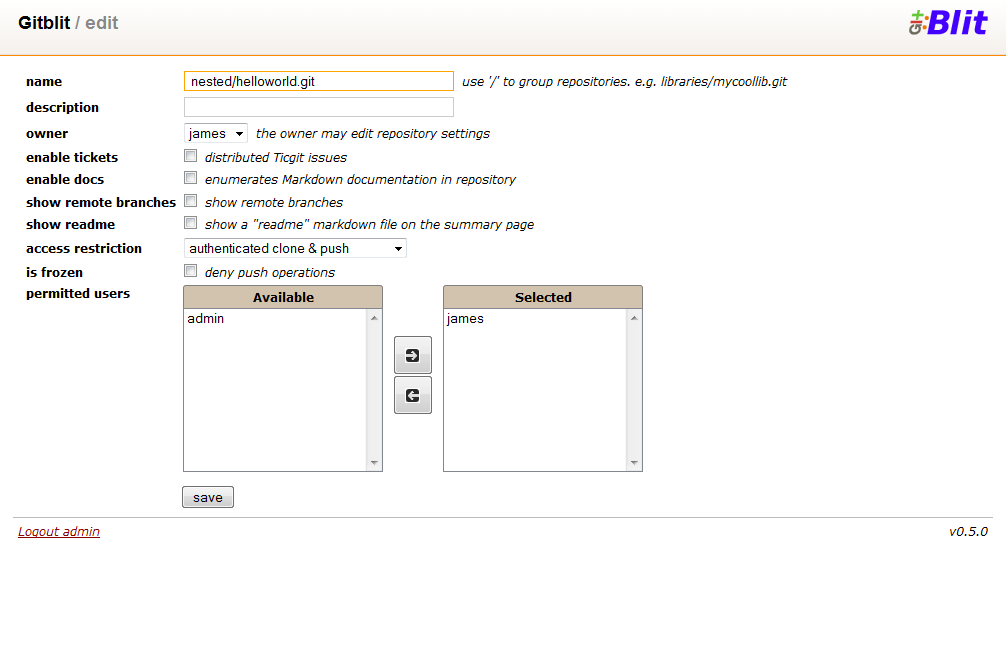 Gitblit / edit
Git:Blit
name nested/helloworld.git use '/' to group repositories. e.g. libraries/mycoollib.git
description
owner james the owner may edit repository settings
enable tickets distributed Ticgit issues
enable docs enumerates Markdown documentation in repository
show remote branches show remote branches
show readme show a "readme" markdown file on the summary page
access restriction authenticated clone & push
is frozen deny push operations
permitted users
Available Selected
admin james
save
Logout admin v0.5.0